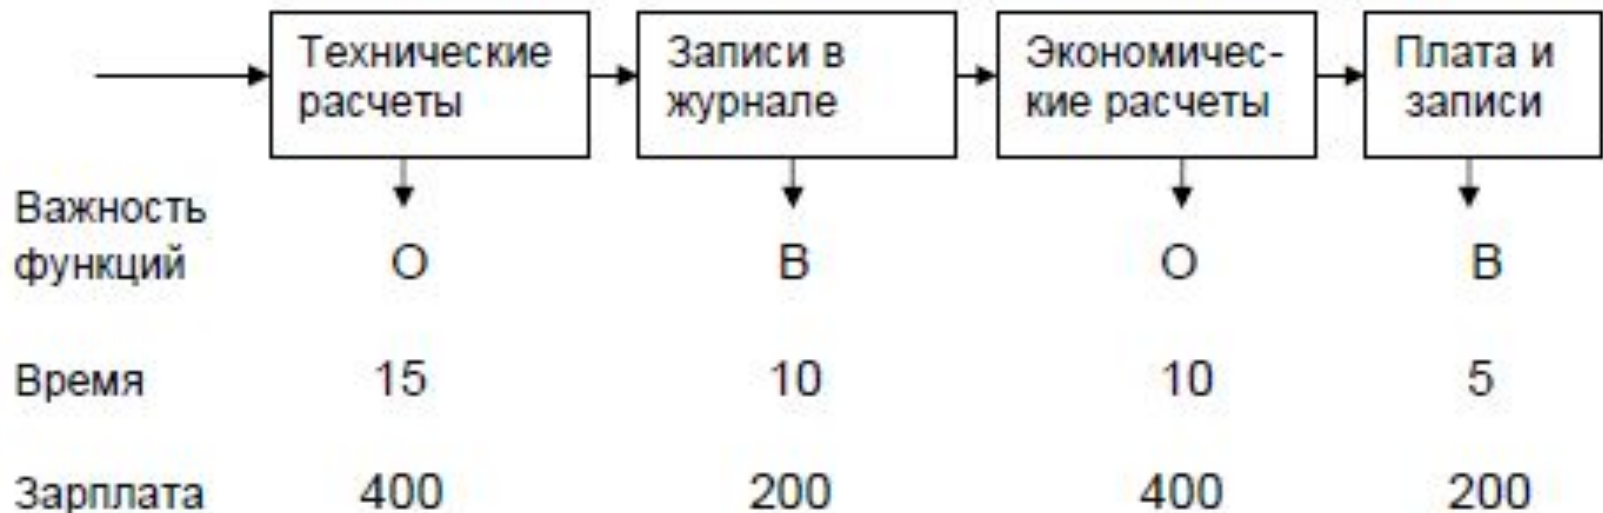 Технические
расчеты
Записи в
журнале
Экономичес-
кие расчеты
Плата и
записи
Важность
функций О В О В
Время 15 10 10 5
Зарплата 400 200 400 200